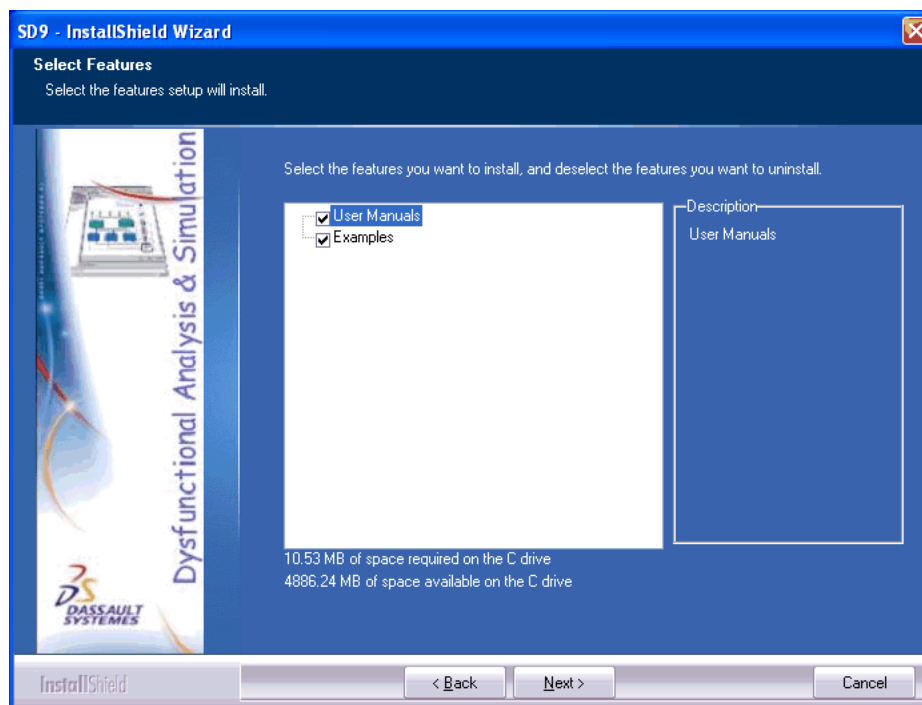 SD9 - InstallShield Wizard
Select Features
Select the features setup will install.
Dysfunctional Analysis & Simulation
DASSAULT
SYSTEMES
Select the features you want to install, and deselect the features you want to uninstall.
User Manuals
Examples
Description
User Manuals
10.53 MB of space required on the C drive
4886.24 MB of space available on the C drive
InstallShield
< Back
Next >
Cancel